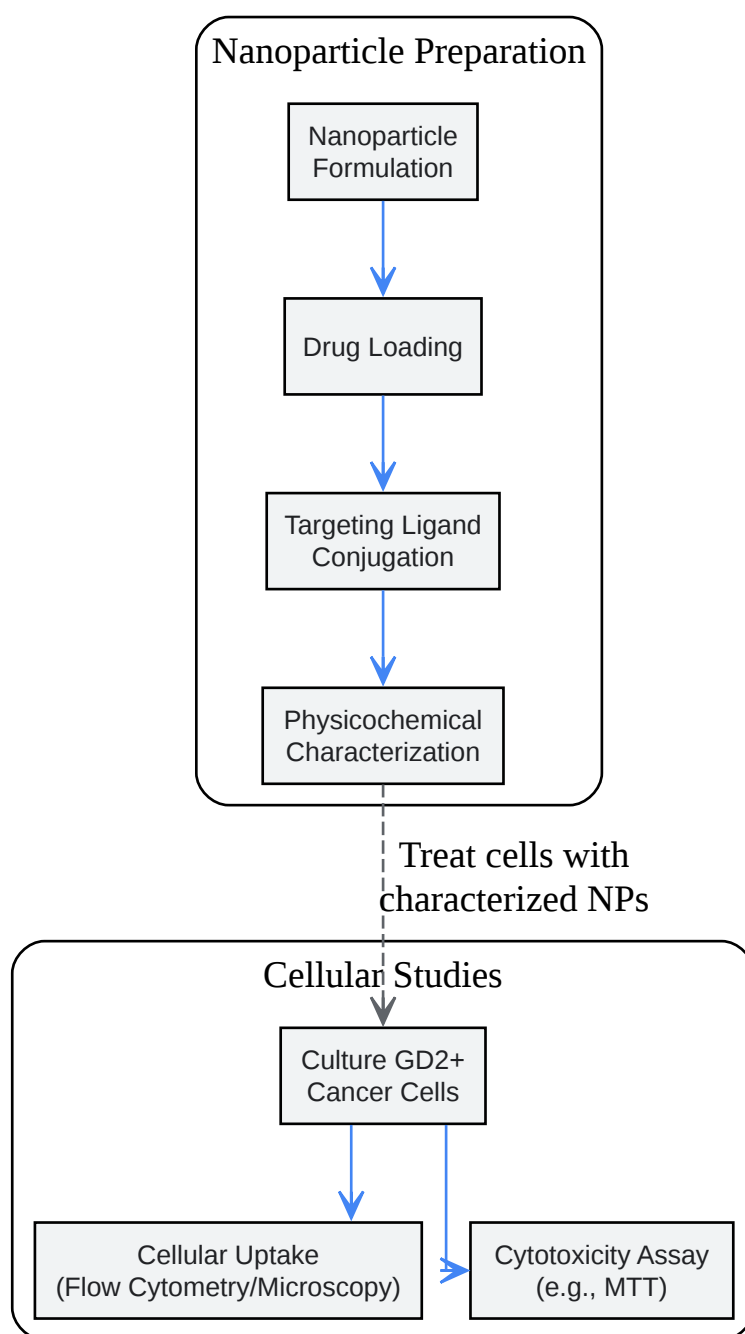 Nanoparticle Preparation
Nanoparticle
Formulation
Drug Loading
Targeting Ligand
Conjugation
Physicochemical
Characterization
Treat cells with
characterized NPs
Cellular Studies
Culture GD2+
Cancer Cells
Cellular Uptake
(Flow Cytometry/Microscopy)
Cytotoxicity Assay
(e.g., MTT)